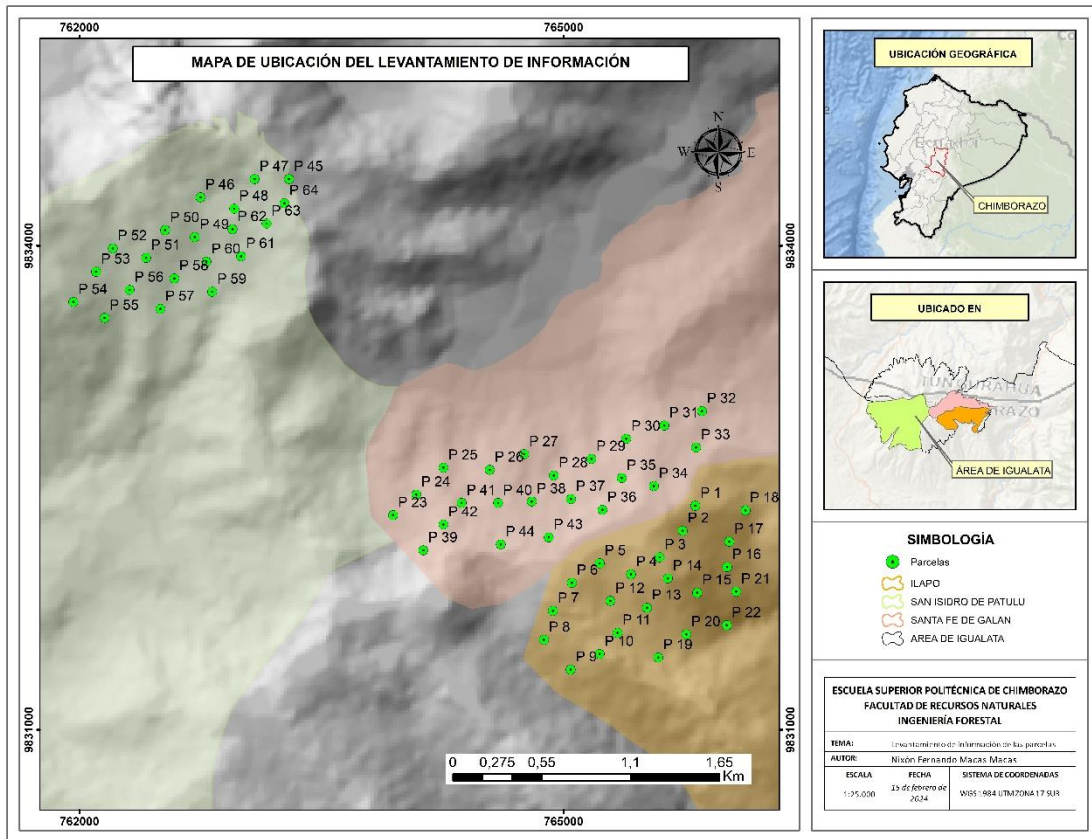 762000
765000
MAPA DE UBICACIÓN DEL LEVANTAMIENTO DE INFORMACIÓN
N
W
E
S
9834000
9834000
9831000
9831000
P 47
P 45
P 46
P 48
P 64
P 50
P 49
P 62
P 63
P 52
P 51
P 60
P 61
P 53
P 56
P 58
P 59
P 54
P 55
P 57
P 32
P 31
P 30
P 33
P 27
P 29
P 25
P 26
P 28
P 35
P 34
P 24
P 41
P 40
P 38
P 37
P 36
P 23
P 42
P 39
P 44
P 43
P 1
P 18
P 2
P 17
P 5
P 3
P 16
P 6
P 4
P 14
P 15
P 21
P 7
P 12
P 13
P 8
P 11
P 20
P 22
P 9
P 10
P 19
0 0,275 0,55 1,1 1,65
Km
762000
765000
UBICACIÓN GEOGRÁFICA
Ecuador
CHIMBORAZO
UBICADO EN
TUNGURAHUA
RAZO
ÁREA DE IGUALATA
SIMBOLOGÍA
Parcelas
ILAPO
SAN ISIDRO DE PATULU
SANTA FE DE GALAN
AREA DE IGUALATA
ESCUELA SUPERIOR POLITÉCNICA DE CHIMBORAZO
FACULTAD DE RECURSOS NATURALES
INGENIERÍA FORESTAL
TEMA: Levantamiento de información de las parcelas
AUTOR: Nixón Fernando Macas Macas
ESCALA FECHA SISTEMA DE COORDENADAS
1:25.000 15 de febrero de 2024 WGS 1984 UTM ZONA 17 SUR